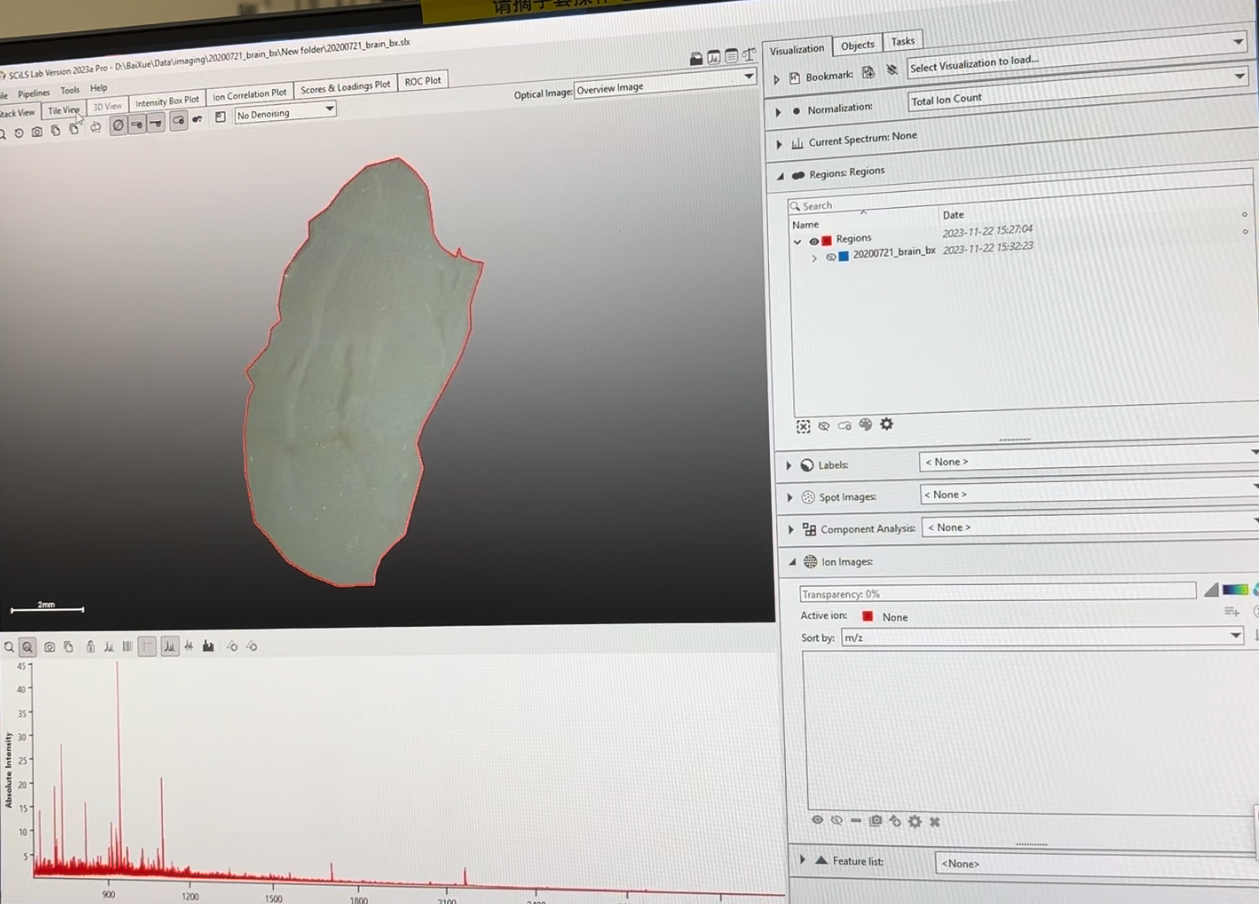 请摘手套操作
SCiLS Lab Version 2023a Pro - D:\BaiXue\Data\imaging\20200721_brain_bx\New folder\20200721_brain_bx.slx
Pipelines Tools Help
Stack View Tile View 3D View Intensity Box Plot Ion Correlation Plot Scores & Loadings Plot ROC Plot
No Denoising
Optical Image: Overview Image
2mm
Absolute Intensity
45
40
35
30
25
20
15
10
5
900 1200 1500 1800 2100
Visualization Objects Tasks
Bookmark: Select Visualization to load...
Normalization: Total Ion Count
Current Spectrum: None
Regions: Regions
Search
Name Date
Regions 2023-11-22 15:27:04
20200721_brain_bx 2023-11-22 15:32:23
Labels: < None >
Spot Images: < None >
Component Analysis: < None >
Ion Images:
Transparency: 0%
Active ion: None
Sort by: m/z
Feature list: <None>